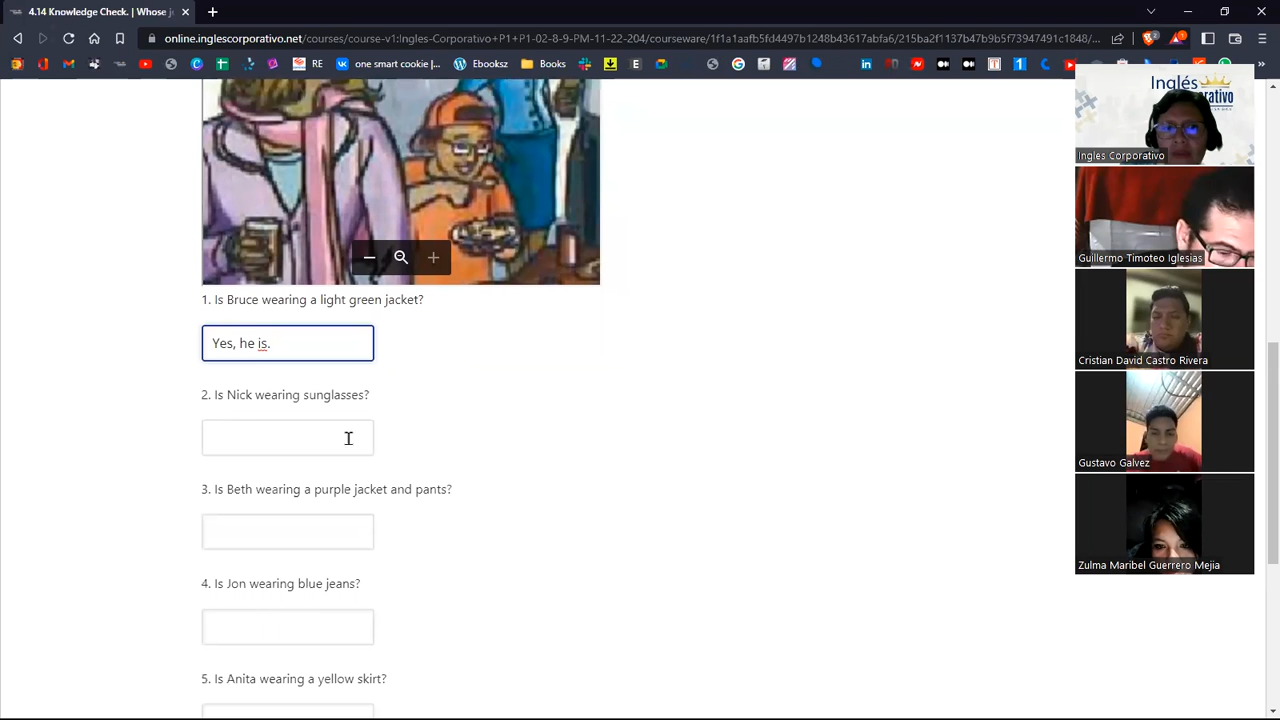 4.14 Knowledge Check. | Whose j
online.inglescorporativo.net/courses/course-v1:Ingles-Corporativo+P1+P1-02-8-9-PM-11-22-204/courseware/1f1a1aafb5fd4497b1248b43617abfa6/215ba2f1137b47b9b5f73947491c1848/...
RE
one smart cookie |...
Ebooksz
Books
Inglés
orativo
Ingles Corporativo
Guillermo Timoteo Iglesias
Cristian David Castro Rivera
Gustavo Galvez
Zulma Maribel Guerrero Mejia
1. Is Bruce wearing a light green jacket?
Yes, he is.
2. Is Nick wearing sunglasses?
3. Is Beth wearing a purple jacket and pants?
4. Is Jon wearing blue jeans?
5. Is Anita wearing a yellow skirt?